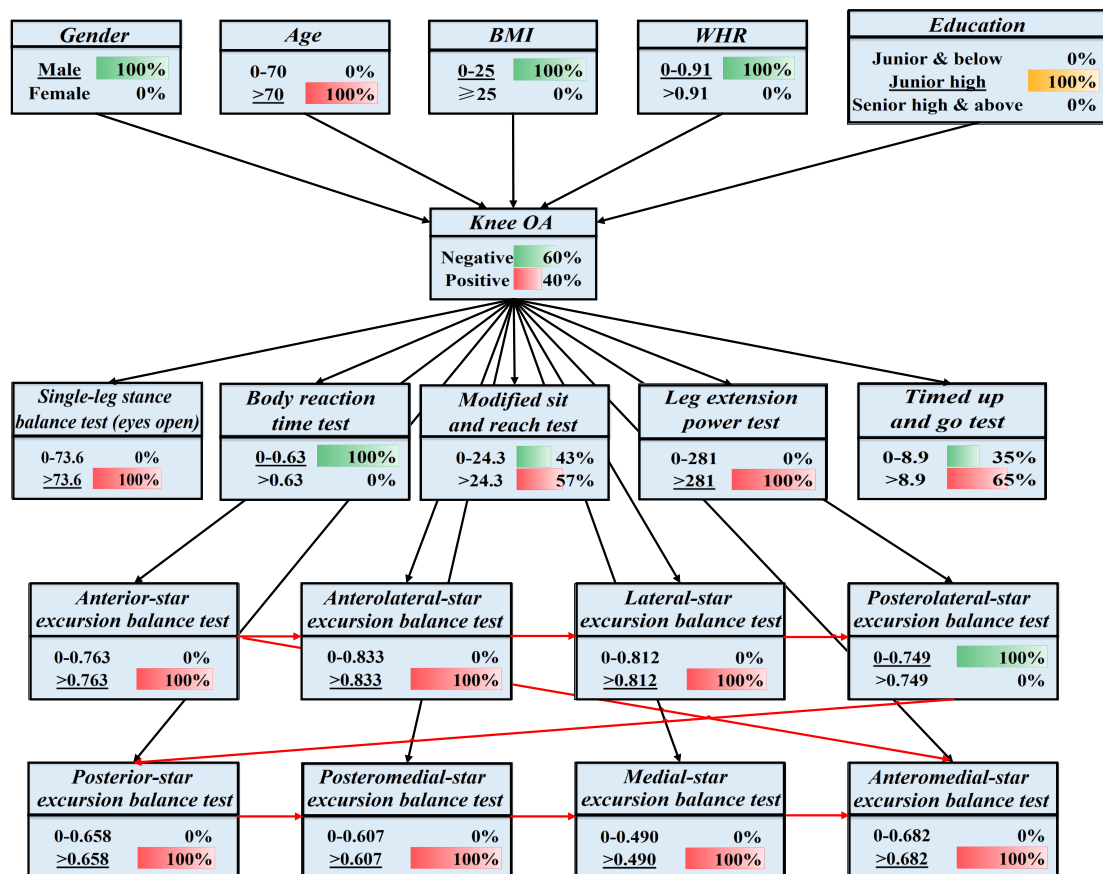 Gender
Male 100%
Female 0%
Age
0-70 0%
>70 100%
BMI
0-25 100%
≥25 0%
WHR
0-0.91 100%
>0.91 0%
Education
Junior & below 0%
Junior high 100%
Senior high & above 0%
Knee OA
Negative 60%
Positive 40%
Single-leg stance
balance test (eyes open)
0-73.6 0%
>73.6 100%
Body reaction
time test
0-0.63 100%
>0.63 0%
Modified sit
and reach test
0-24.3 43%
>24.3 57%
Leg extension
power test
0-281 0%
>281 100%
Timed up
and go test
0-8.9 35%
>8.9 65%
Anterior-star
excursion balance test
0-0.763 0%
>0.763 100%
Anterolateral-star
excursion balance test
0-0.833 0%
>0.833 100%
Lateral-star
excursion balance test
0-0.812 0%
>0.812 100%
Posterolateral-star
excursion balance test
0-0.749 100%
>0.749 0%
Posterior-star
excursion balance test
0-0.658 0%
>0.658 100%
Posteromedial-star
excursion balance test
0-0.607 0%
>0.607 100%
Medial-star
excursion balance test
0-0.490 0%
>0.490 100%
Anteromedial-star
excursion balance test
0-0.682 0%
>0.682 100%